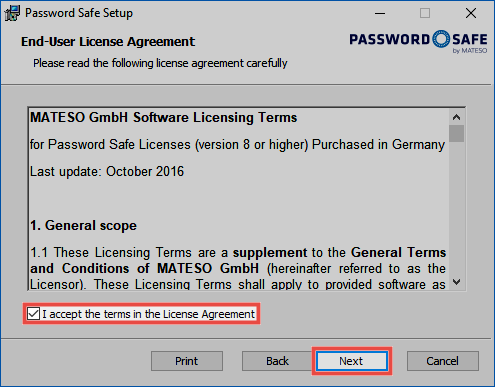 Password Safe Setup
End-User License Agreement
PASSWORD SAFE
by MATESO
Please read the following license agreement carefully
MATESO GmbH Software Licensing Terms
for Password Safe Licenses (version 8 or higher) Purchased in Germany
Last update: October 2016
1. General scope
1.1 These Licensing Terms are a supplement to the General Terms
and Conditions of MATESO GmbH (hereinafter referred to as the
Licensor). These Licensing Terms shall apply to provided software as
I accept the terms in the License Agreement
Print
Back
Next
Cancel